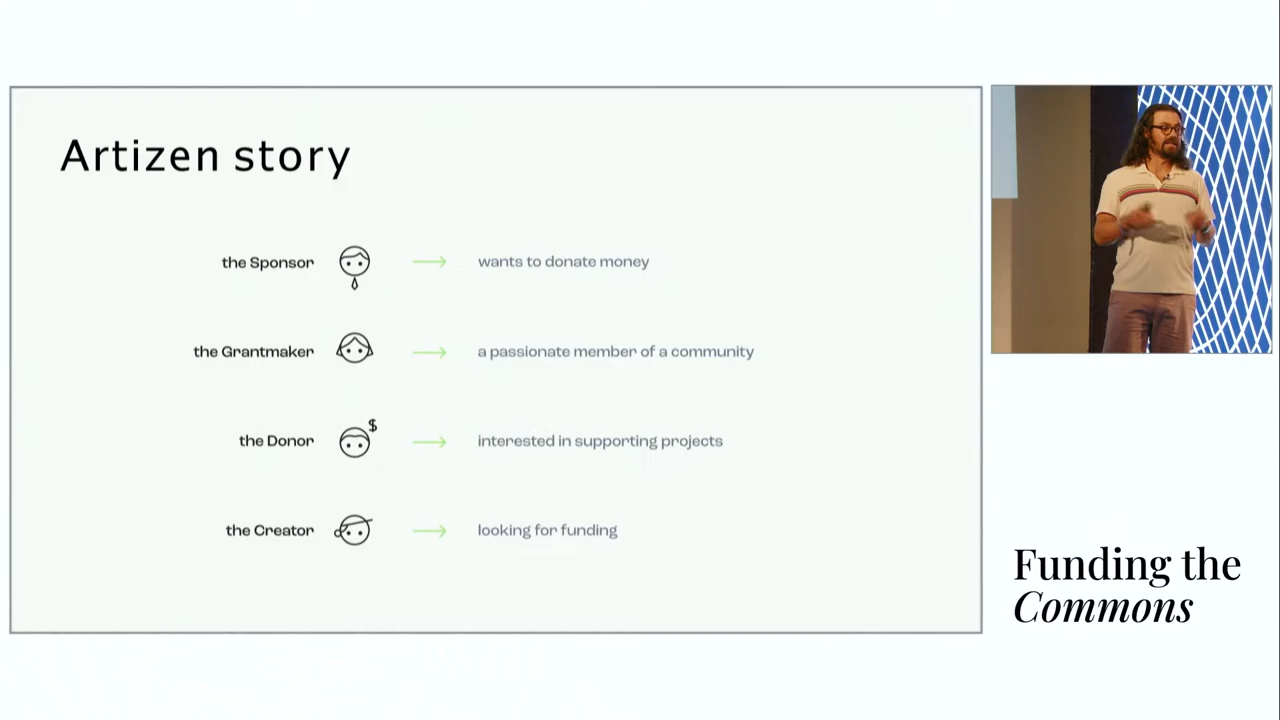 Artizen story
the Sponsor → wants to donate money
the Grantmaker → a passionate member of a community
the Donor $ → interested in supporting projects
the Creator → looking for funding
Funding the
Commons